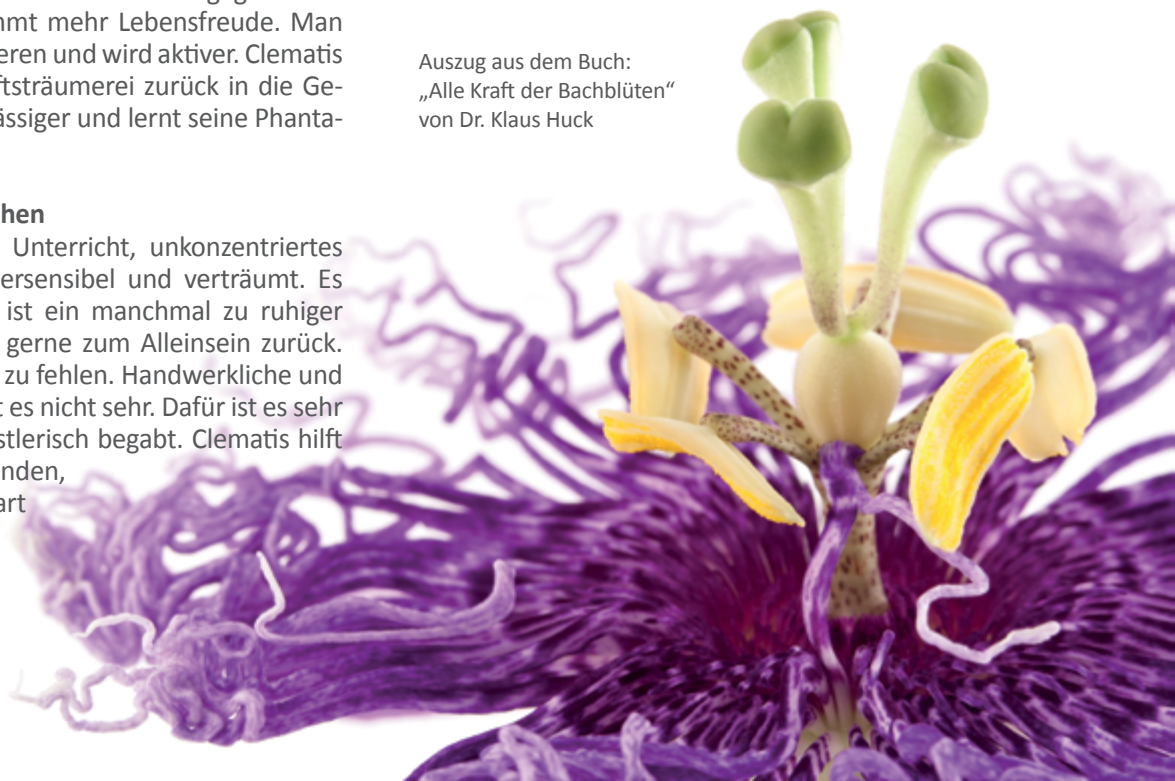 mmt mehr Lebensfreude. Man
eren und wird aktiver. Clematis
ftsträumerei zurück in die Ge-
ässiger und lernt seine Phanta-
hen
Unterricht, unkonzentriertes
ersensibel und verträumt. Es
ist ein manchmal zu ruhiger
gerne zum Alleinsein zurück.
zu fehlen. Handwerkliche und
t es nicht sehr. Dafür ist es sehr
stlerisch begabt. Clematis hilft
nden,
art
Auszug aus dem Buch:
„Alle Kraft der Bachblüten“
von Dr. Klaus Huck